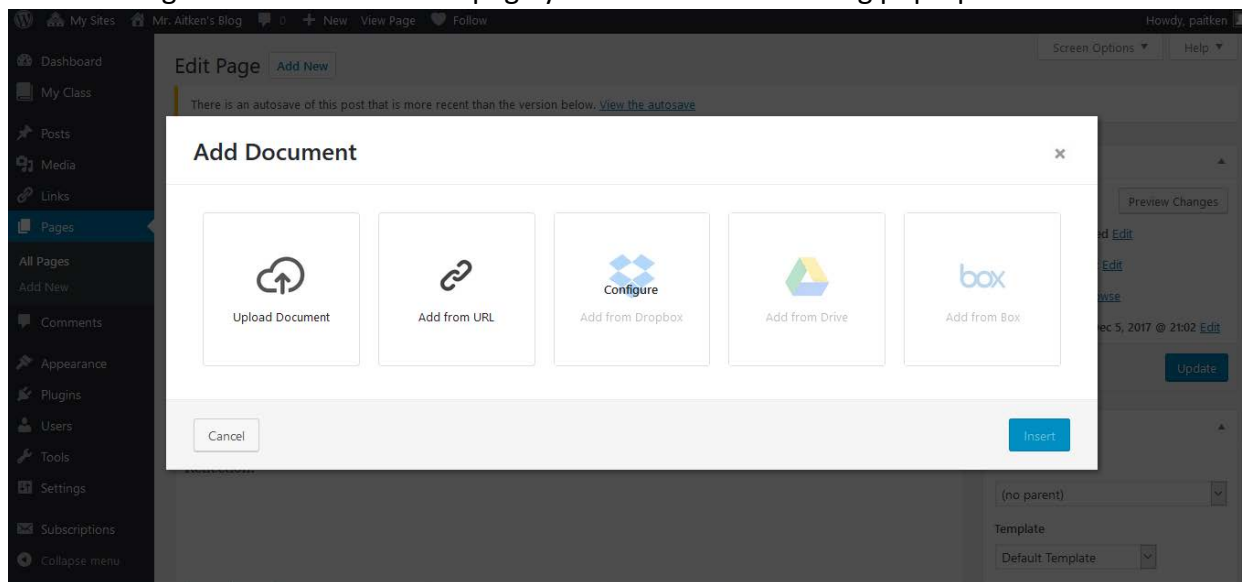 My Sites Mr. Aitken's Blog 0 + New View Page Follow Howdy, paitken
Screen Options Help
Dashboard
My Class
Posts
Media
Links
Pages
All Pages
Add New
Comments
Appearance
Plugins
Users
Tools
Settings
Subscriptions
Collapse menu
Edit Page Add New
There is an autosave of this post that is more recent than the version below. View the autosave
Add Document ×
Upload Document
Add from URL
Configure
Add from Dropbox
Add from Drive
box
Add from Box
Cancel Insert
Preview Changes
Edit
Edit
5, 2017 @ 21:02 Edit
Update
(no parent)
Template
Default Template